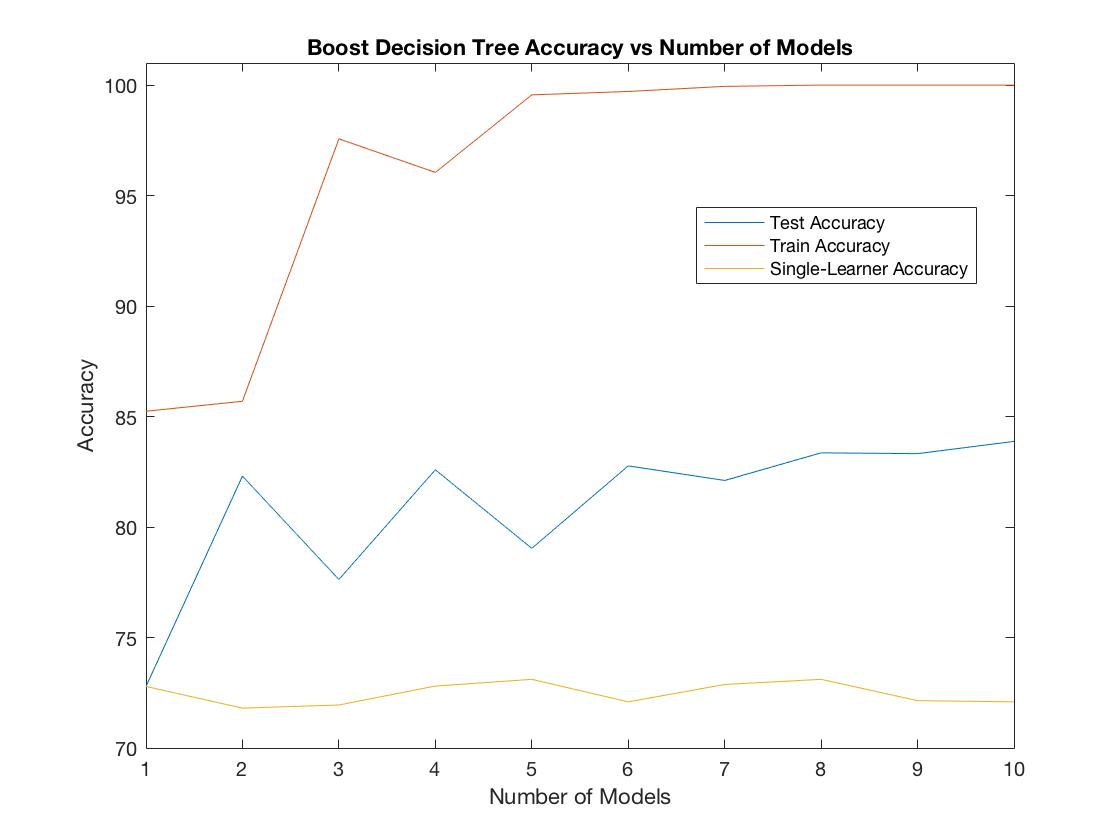 Boost Decision Tree Accuracy vs Number of Models
100
95
90
85
80
75
70
Accuracy
Test Accuracy
Train Accuracy
Single-Learner Accuracy
1 2 3 4 5 6 7 8 9 10
Number of Models